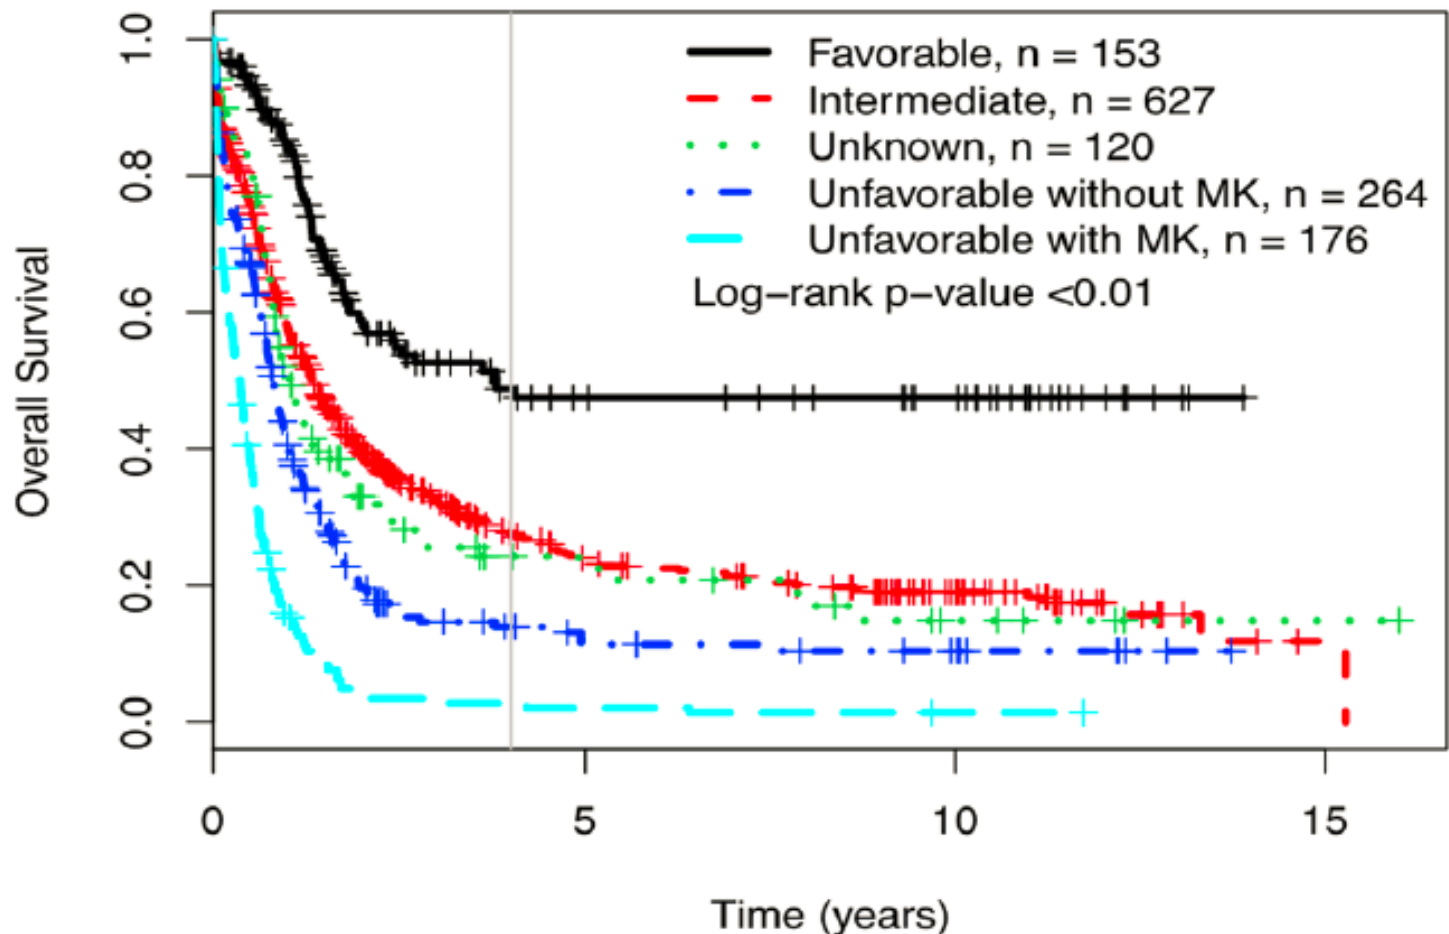 Favorable, n = 153
Intermediate, n = 627
Unknown, n = 120
Unfavorable without MK, n = 264
Unfavorable with MK, n = 176
Log-rank p-value <0.01
Overall Survival
1.0
0.8
0.6
0.4
0.2
0.0
0 5 10 15
Time (years)